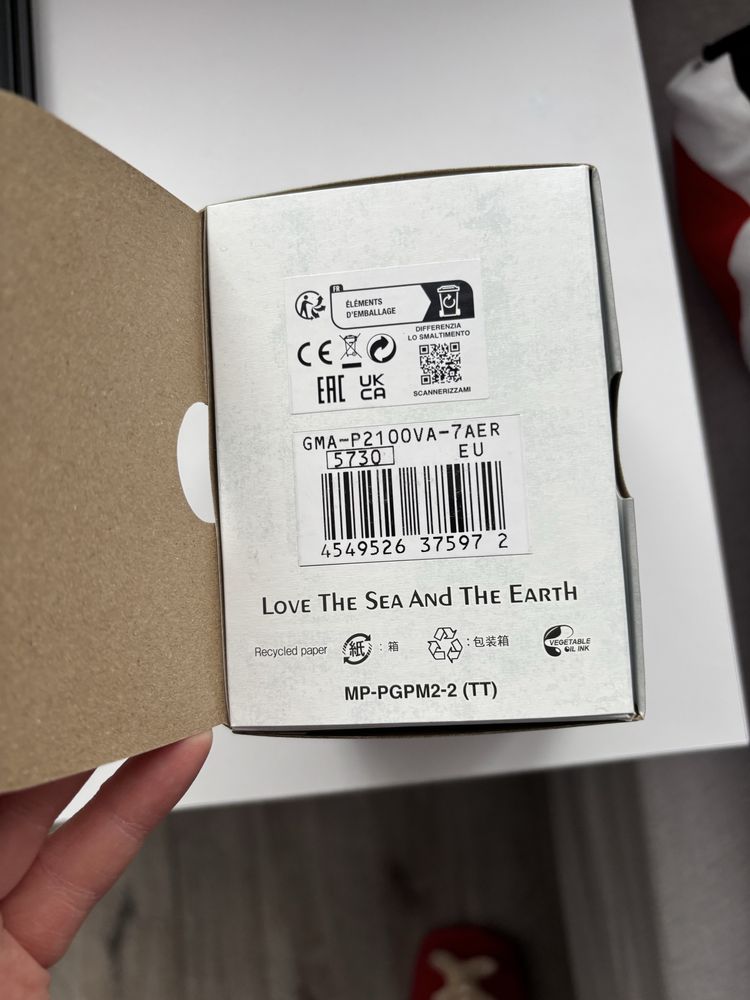 FR
ÉLÉMENTS
D'EMBALLAGE
DIFFERENZIA
LO SMALTIMENTO
CE
EAC
UK
CA
SCANNERIZZAMI
GMA-P2100VA-7AER
5730 EU
4549526 37597 2
LOVE THE SEA AND THE EARTH
Recycled paper 紙 : 箱 : 包装箱 VEGETABLE
OIL INK
MP-PGPM2-2 (TT)